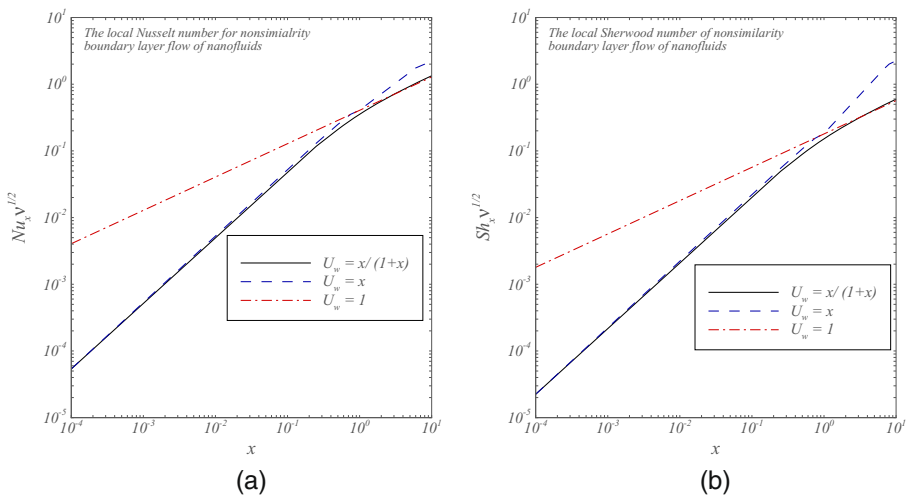 The local Nusselt number for nonsimialrity
boundary layer flow of nanofluids
10^1
10^0
10^-1
10^-2
10^-3
10^-4
10^-5
Nu_x ν^1/2
U_w = x/ (1+x)
U_w = x
U_w = 1
10^-4
10^-3
10^-2
10^-1
10^0
10^1
x
(a)
The local Sherwood number of nonsimilarity
boundary layer flow of nanofluids
10^1
10^0
10^-1
10^-2
10^-3
10^-4
10^-5
Sh_x ν^1/2
U_w = x/ (1+x)
U_w = x
U_w = 1
10^-4
10^-3
10^-2
10^-1
10^0
10^1
x
(b)